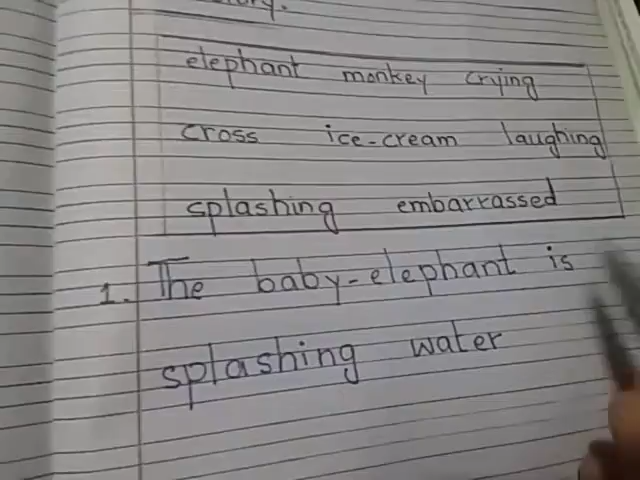 elephant monkey crying
cross ice-cream laughing
splashing embarrassed
1. The baby-elephant is
splashing water